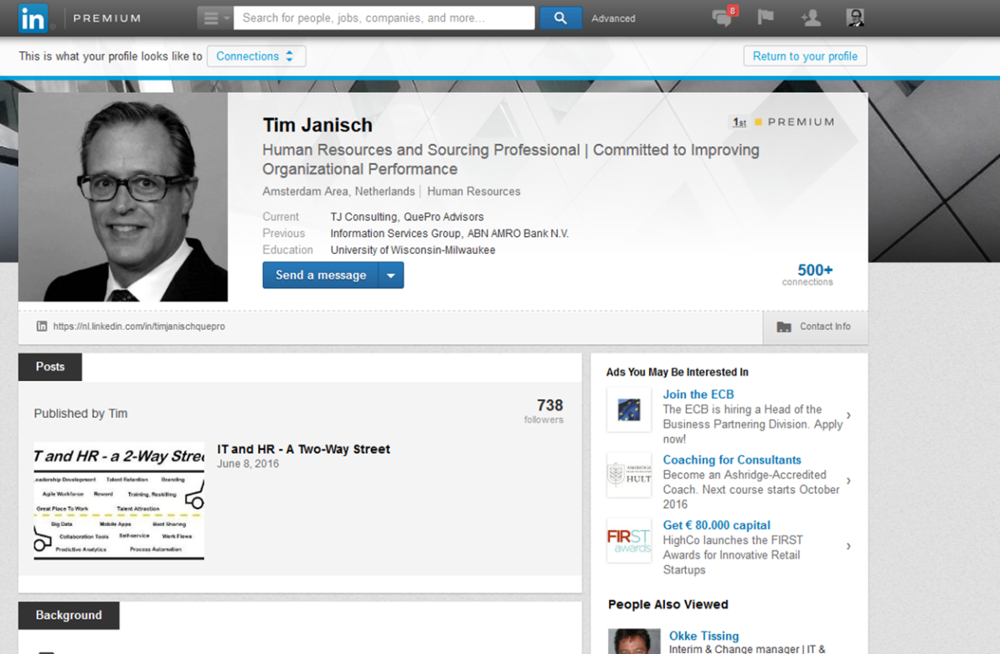 in PREMIUM
Search for people, jobs, companies, and more...
Advanced
8
This is what your profile looks like to
Connections
Return to your profile
Tim Janisch
1st PREMIUM
Human Resources and Sourcing Professional | Committed to Improving
Organizational Performance
Amsterdam Area, Netherlands | Human Resources
Current TJ Consulting, QuePro Advisors
Previous Information Services Group, ABN AMRO Bank N.V.
Education University of Wisconsin-Milwaukee
Send a message
500+
connections
in https://nl.linkedin.com/in/timjanischquepro
Contact Info
Posts
Published by Tim
738
followers
IT and HR - A Two-Way Street
June 8, 2016
T and HR - a 2-Way Stree
eadership Development Talent Retention Branding
Agile Workforce Reward Training, Reskilling
Great Place To Work Talent Attraction
Big Data Mobile Apps Best Sharing
Collaboration Tools Self-service Work Flows
Predictive Analytics Process Automation
Background
Ads You May Be Interested In
Join the ECB
The ECB is hiring a Head of the
Business Partnering Division. Apply
now!
ASHRIDGE
HULT
Coaching for Consultants
Become an Ashridge-Accredited
Coach. Next course starts October
2016
FIRST
awards
Get € 80.000 capital
HighCo launches the FIRST
Awards for Innovative Retail
Startups
People Also Viewed
Okke Tissing
Interim & Change manager | IT &